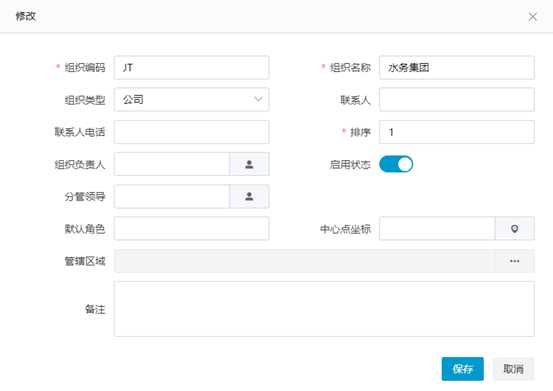 修改
* 组织编码 JT * 组织名称 水务集团
组织类型 公司 联系人
联系人电话 * 排序 1
组织负责人 启用状态
分管领导
默认角色 中心点坐标
管辖区域
备注
保存 取消